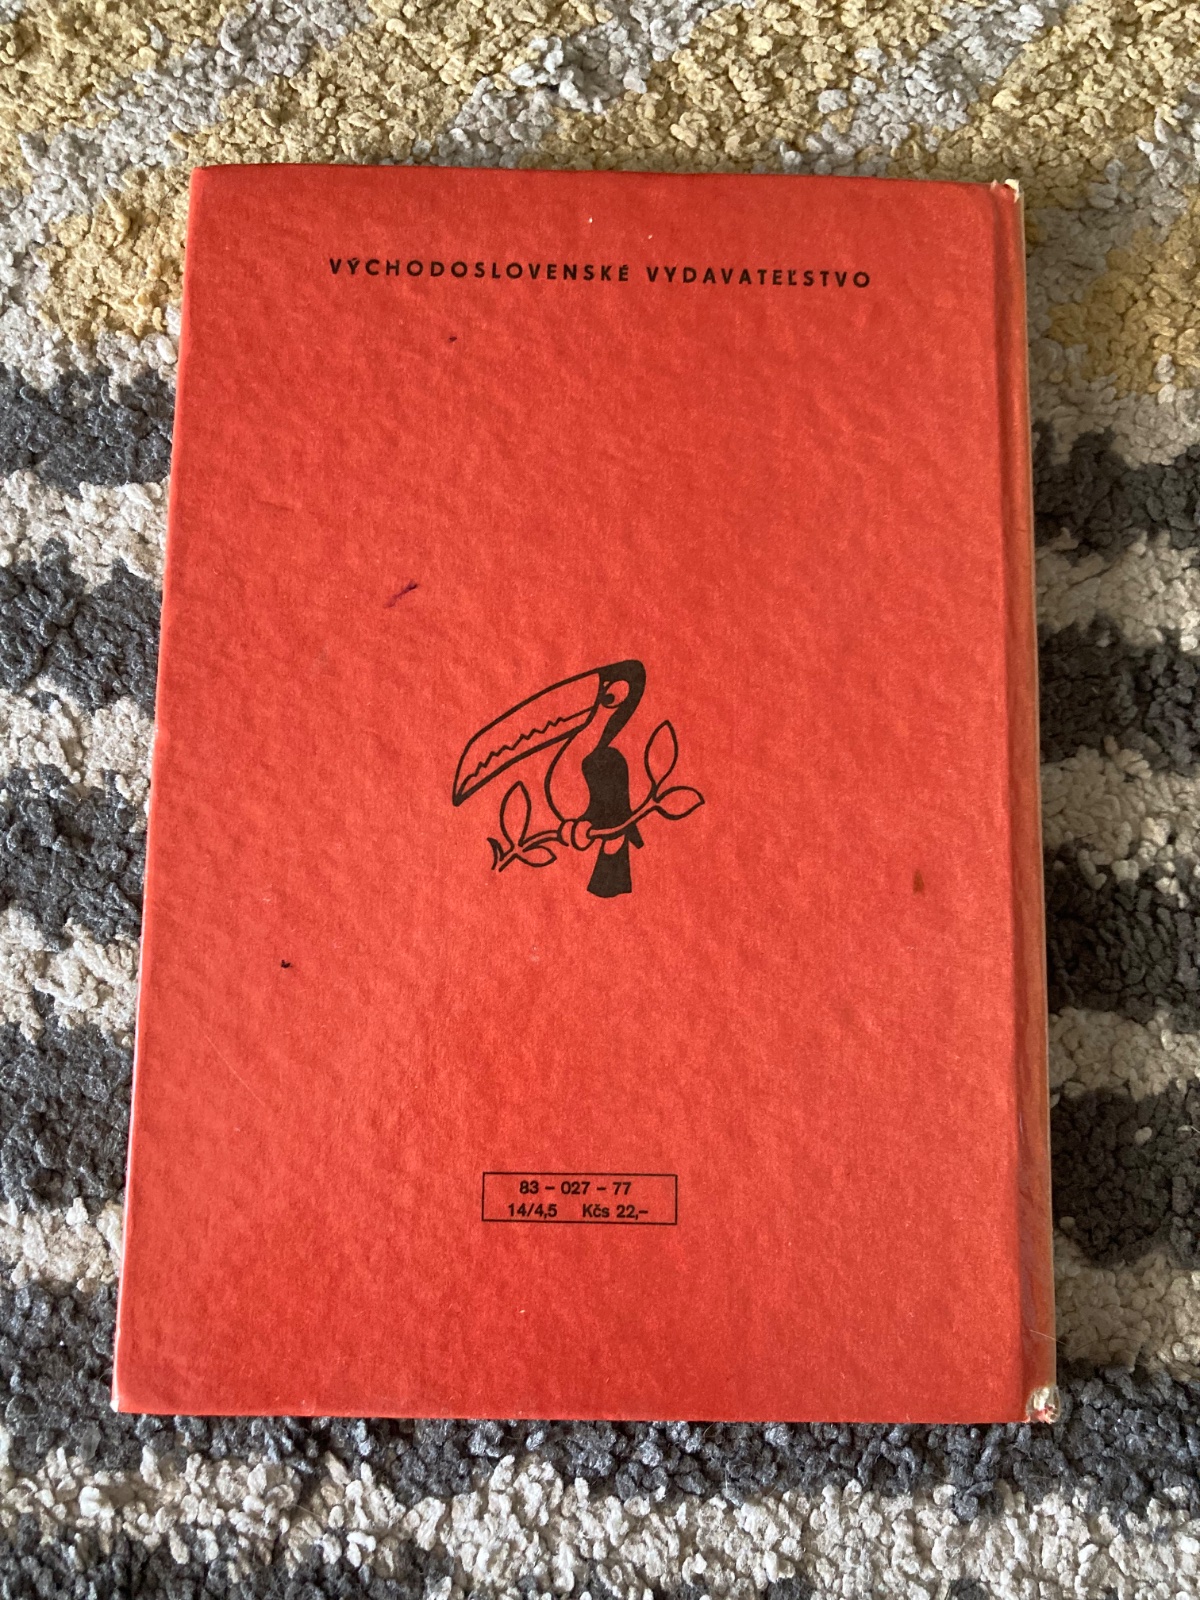 VÝCHODOSLOVENSKÉ VYDAVATEĽSTVO
83 – 027 – 77
14/4,5 Kčs 22,–